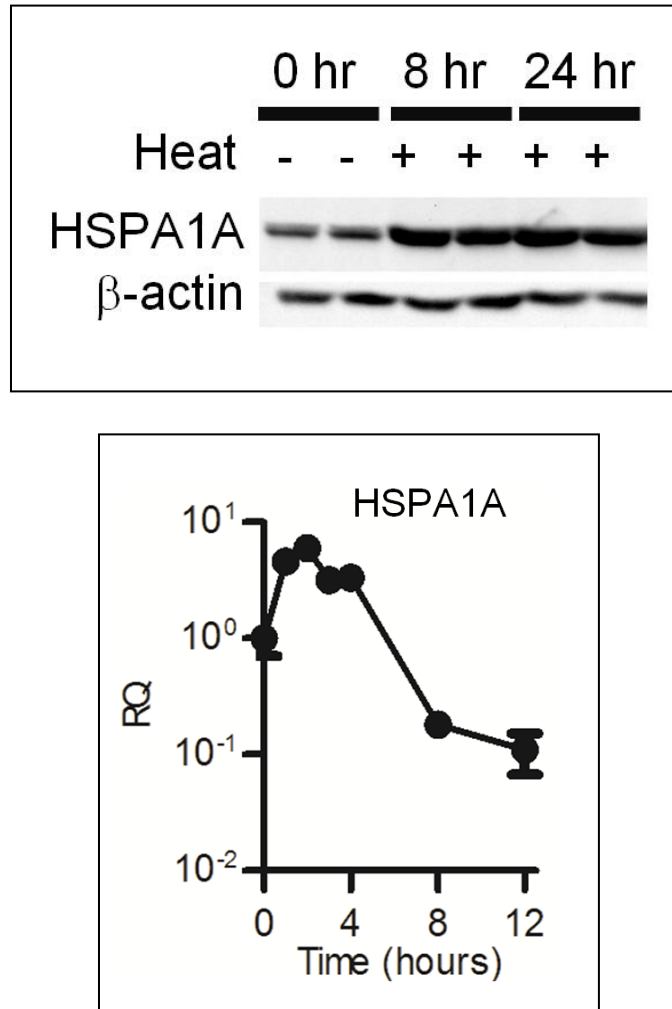 0 hr 8 hr 24 hr
Heat - - + + + +
HSPA1A
β-actin
HSPA1A
10¹
10⁰
10⁻¹
10⁻²
RQ
0 4 8 12
Time (hours)